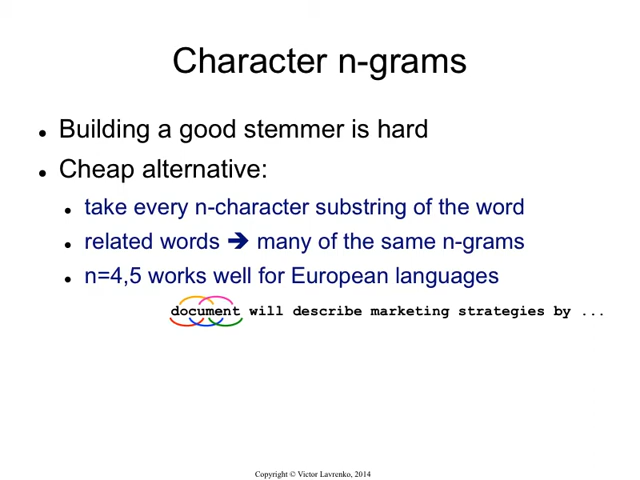 Character n-grams
● Building a good stemmer is hard
● Cheap alternative:
● take every n-character substring of the word
● related words ➔ many of the same n-grams
● n=4,5 works well for European languages
document will describe marketing strategies by ...
Copyright © Victor Lavrenko, 2014